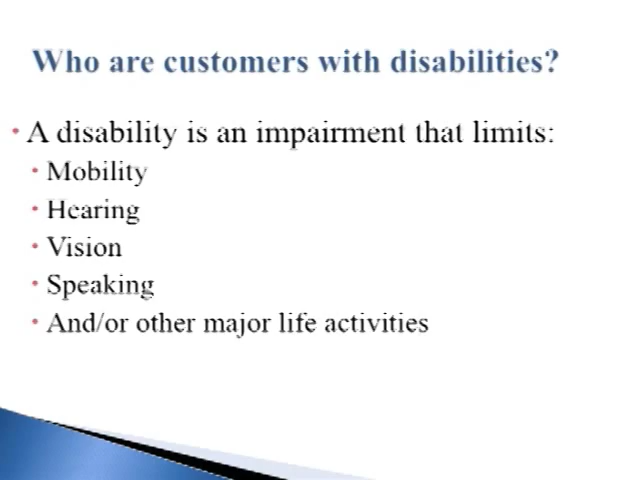 Who are customers with disabilities?
• A disability is an impairment that limits:
• Mobility
• Hearing
• Vision
• Speaking
• And/or other major life activities